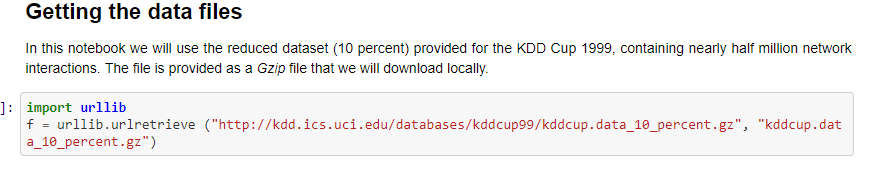 Getting the data files
In this notebook we will use the reduced dataset (10 percent) provided for the KDD Cup 1999, containing nearly half million network
interactions. The file is provided as a Gzip file that we will download locally.
]: import urllib
f = urllib.urlretrieve ("http://kdd.ics.uci.edu/databases/kddcup99/kddcup.data_10_percent.gz", "kddcup.dat
a_10_percent.gz")